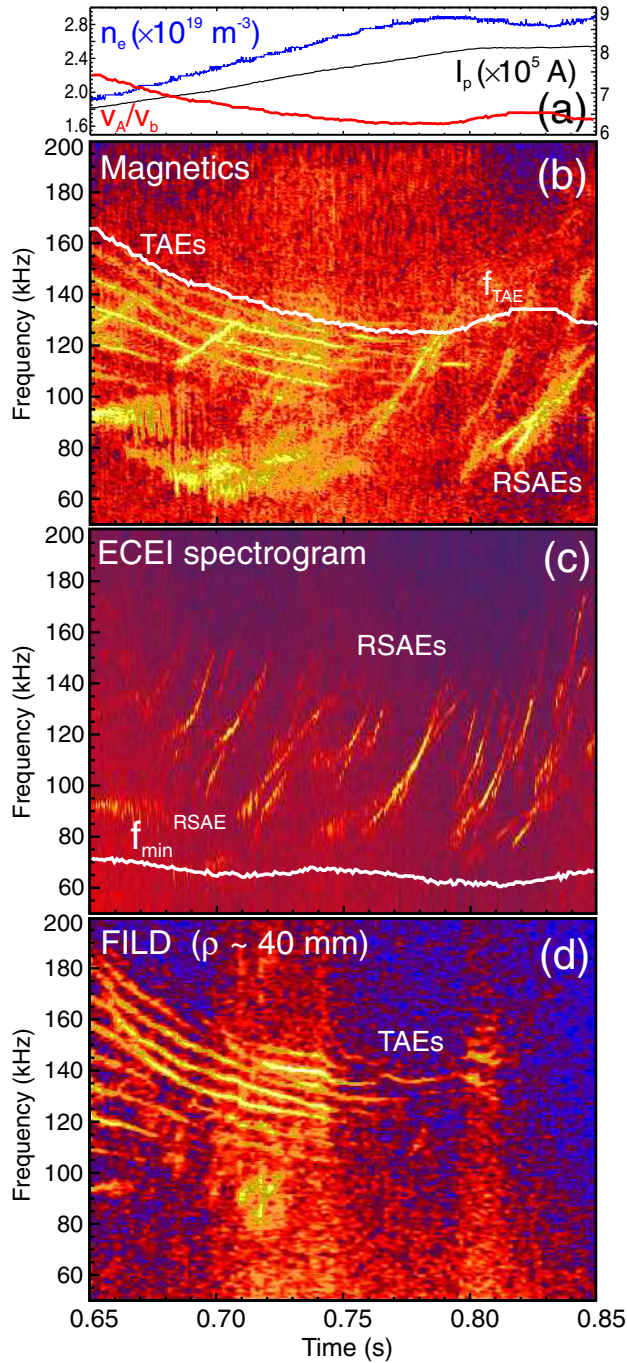 2.8
n_e (×10^19 m^-3)
9
2.4
8
I_p (×10^5 A)
2.0
7
v_A/v_b
(a)
1.6
6
200
Magnetics
(b)
180
160
TAEs
140
f_TAE
120
100
80
RSAEs
60
Frequency (kHz)
200
ECEI spectrogram
(c)
180
160
RSAEs
140
120
100
80
RSAE
f_min
60
Frequency (kHz)
200
FILD (ρ ~ 40 mm)
(d)
180
160
TAEs
140
120
100
80
60
Frequency (kHz)
0.65 0.70 0.75 0.80 0.85
Time (s)